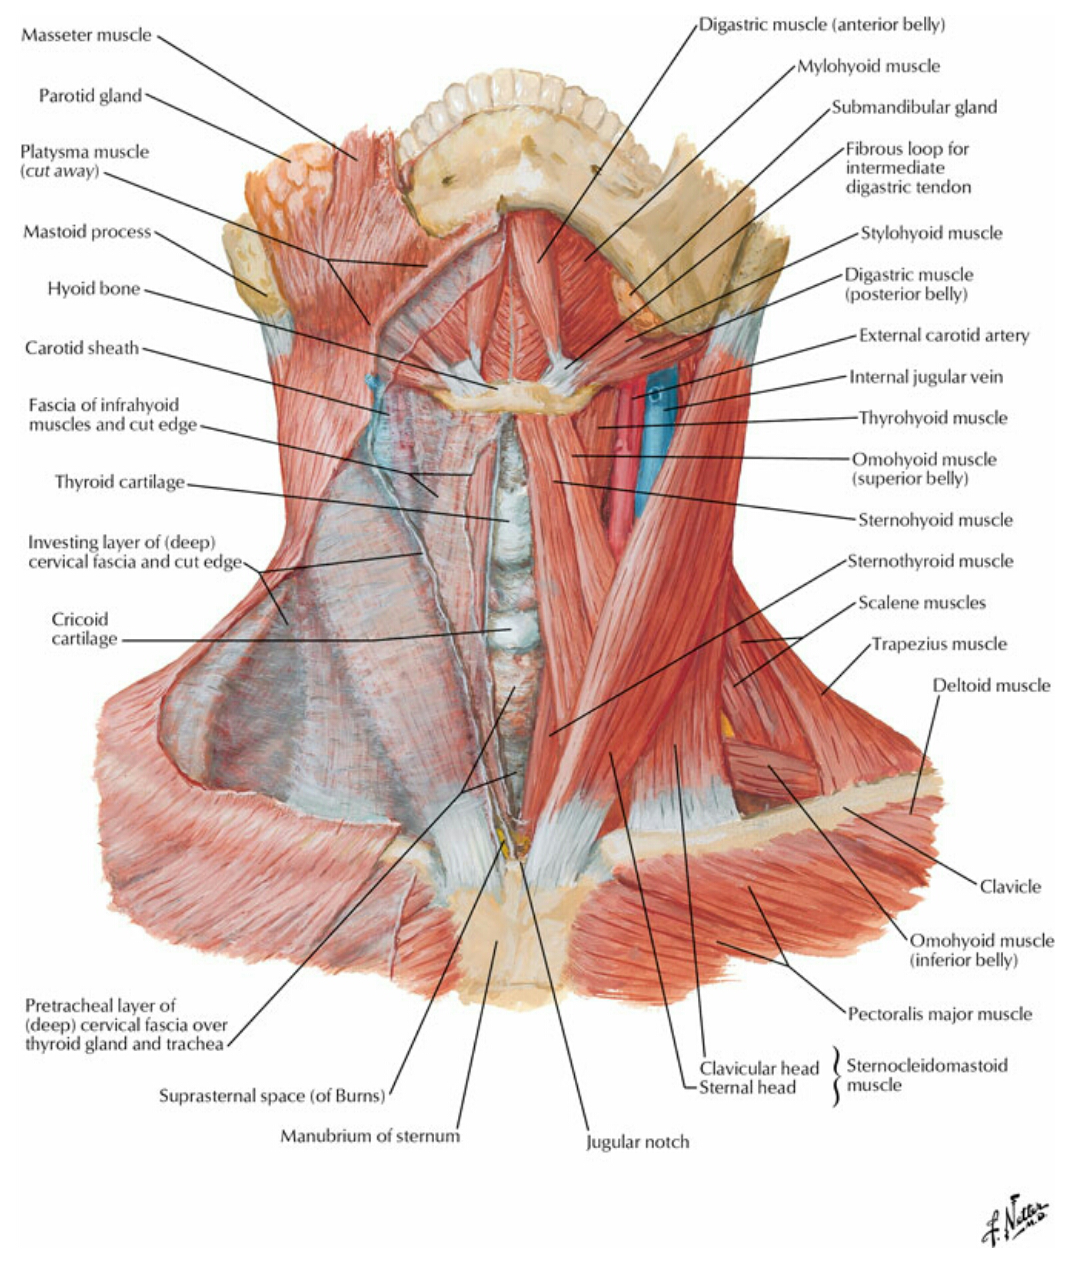 Masseter muscle
Parotid gland
Platysma muscle
(cut away)
Mastoid process
Hyoid bone
Carotid sheath
Fascia of infrahyoid
muscles and cut edge
Thyroid cartilage
Investing layer of (deep)
cervical fascia and cut edge
Cricoid
cartilage
Pretracheal layer of
(deep) cervical fascia over
thyroid gland and trachea
Suprasternal space (of Burns)
Manubrium of sternum
Jugular notch
Digastric muscle (anterior belly)
Mylohyoid muscle
Submandibular gland
Fibrous loop for
intermediate
digastric tendon
Stylohyoid muscle
Digastric muscle
(posterior belly)
External carotid artery
Internal jugular vein
Thyrohyoid muscle
Omohyoid muscle
(superior belly)
Sternohyoid muscle
Sternothyroid muscle
Scalene muscles
Trapezius muscle
Deltoid muscle
Clavicle
Omohyoid muscle
(inferior belly)
Pectoralis major muscle
Clavicular head
Sternal head
Sternocleidomastoid
muscle
F. Netter
M.D.